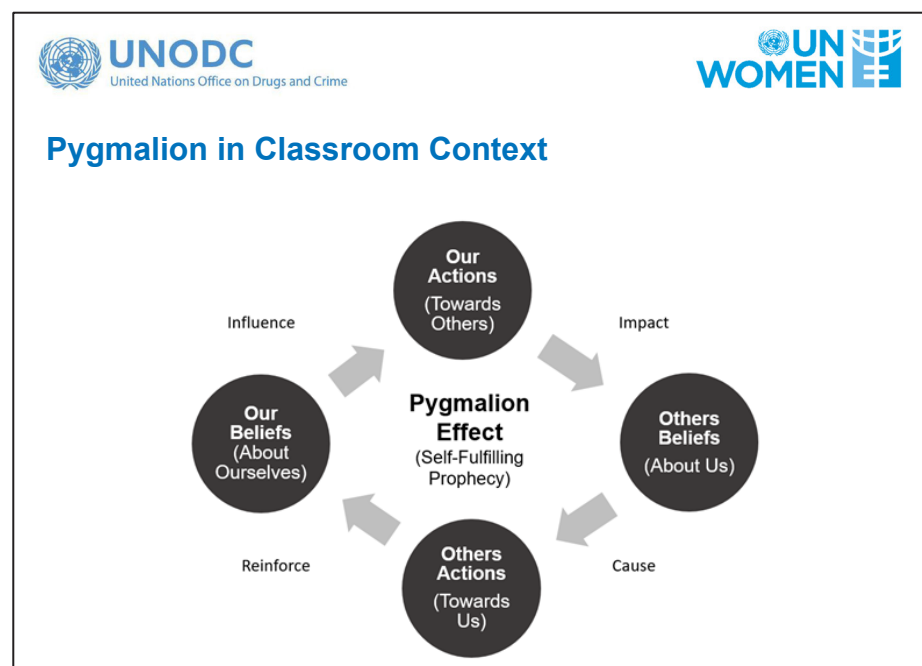 UNODC
United Nations Office on Drugs and Crime
UN
WOMEN
Pygmalion in Classroom Context
Our
Actions
(Towards
Others)
Influence
Impact
Our
Beliefs
(About
Ourselves)
Pygmalion
Effect
(Self-Fulfilling
Prophecy)
Others
Beliefs
(About Us)
Reinforce
Cause
Others
Actions
(Towards
Us)